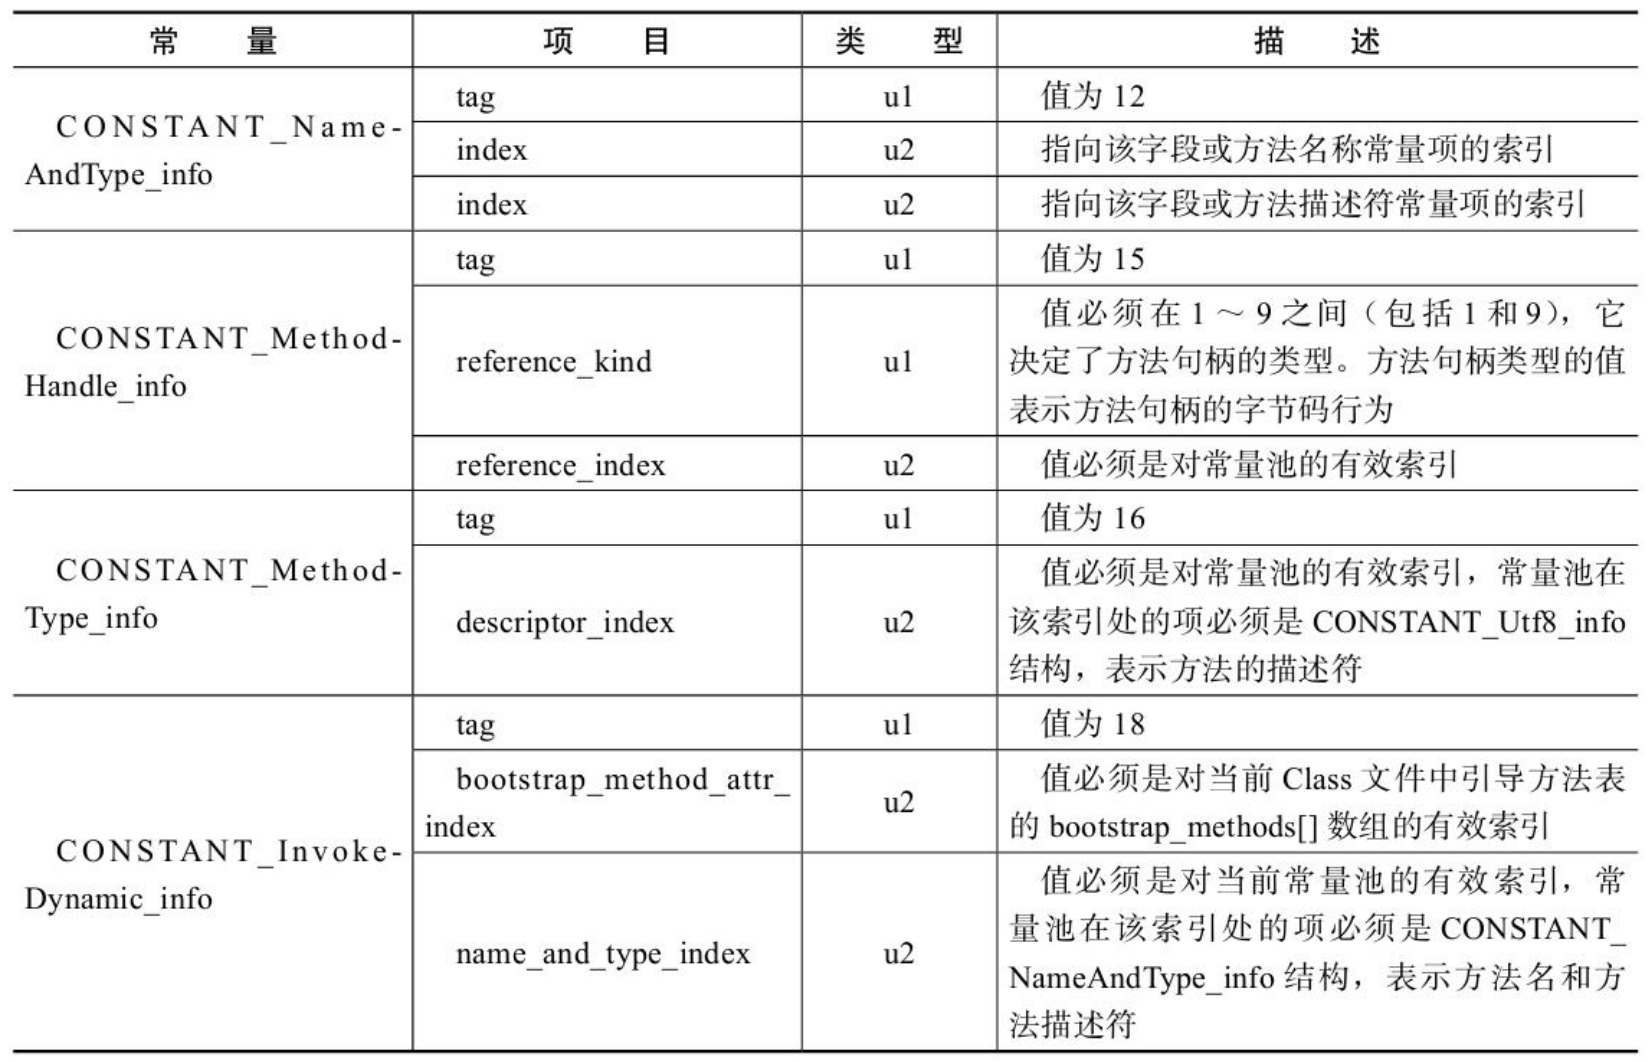 常 量 项 目 类 型 描 述
CONSTANT_Name-
AndType_info
tag u1 值为 12
index u2 指向该字段或方法名称常量项的索引
index u2 指向该字段或方法描述符常量项的索引
CONSTANT_Method-
Handle_info
tag u1 值为 15
reference_kind u1 值必须在 1 ～ 9 之间（包括 1 和 9），它
决定了方法句柄的类型。方法句柄类型的值
表示方法句柄的字节码行为
reference_index u2 值必须是对常量池的有效索引
CONSTANT_Method-
Type_info
tag u1 值为 16
descriptor_index u2 值必须是对常量池的有效索引，常量池在
该索引处的项必须是 CONSTANT_Utf8_info
结构，表示方法的描述符
CONSTANT_Invoke-
Dynamic_info
tag u1 值为 18
bootstrap_method_attr_
index
u2 值必须是对当前 Class 文件中引导方法表
的 bootstrap_methods[] 数组的有效索引
name_and_type_index u2 值必须是对当前常量池的有效索引，常
量池在该索引处的项必须是 CONSTANT_
NameAndType_info 结构，表示方法名和方
法描述符